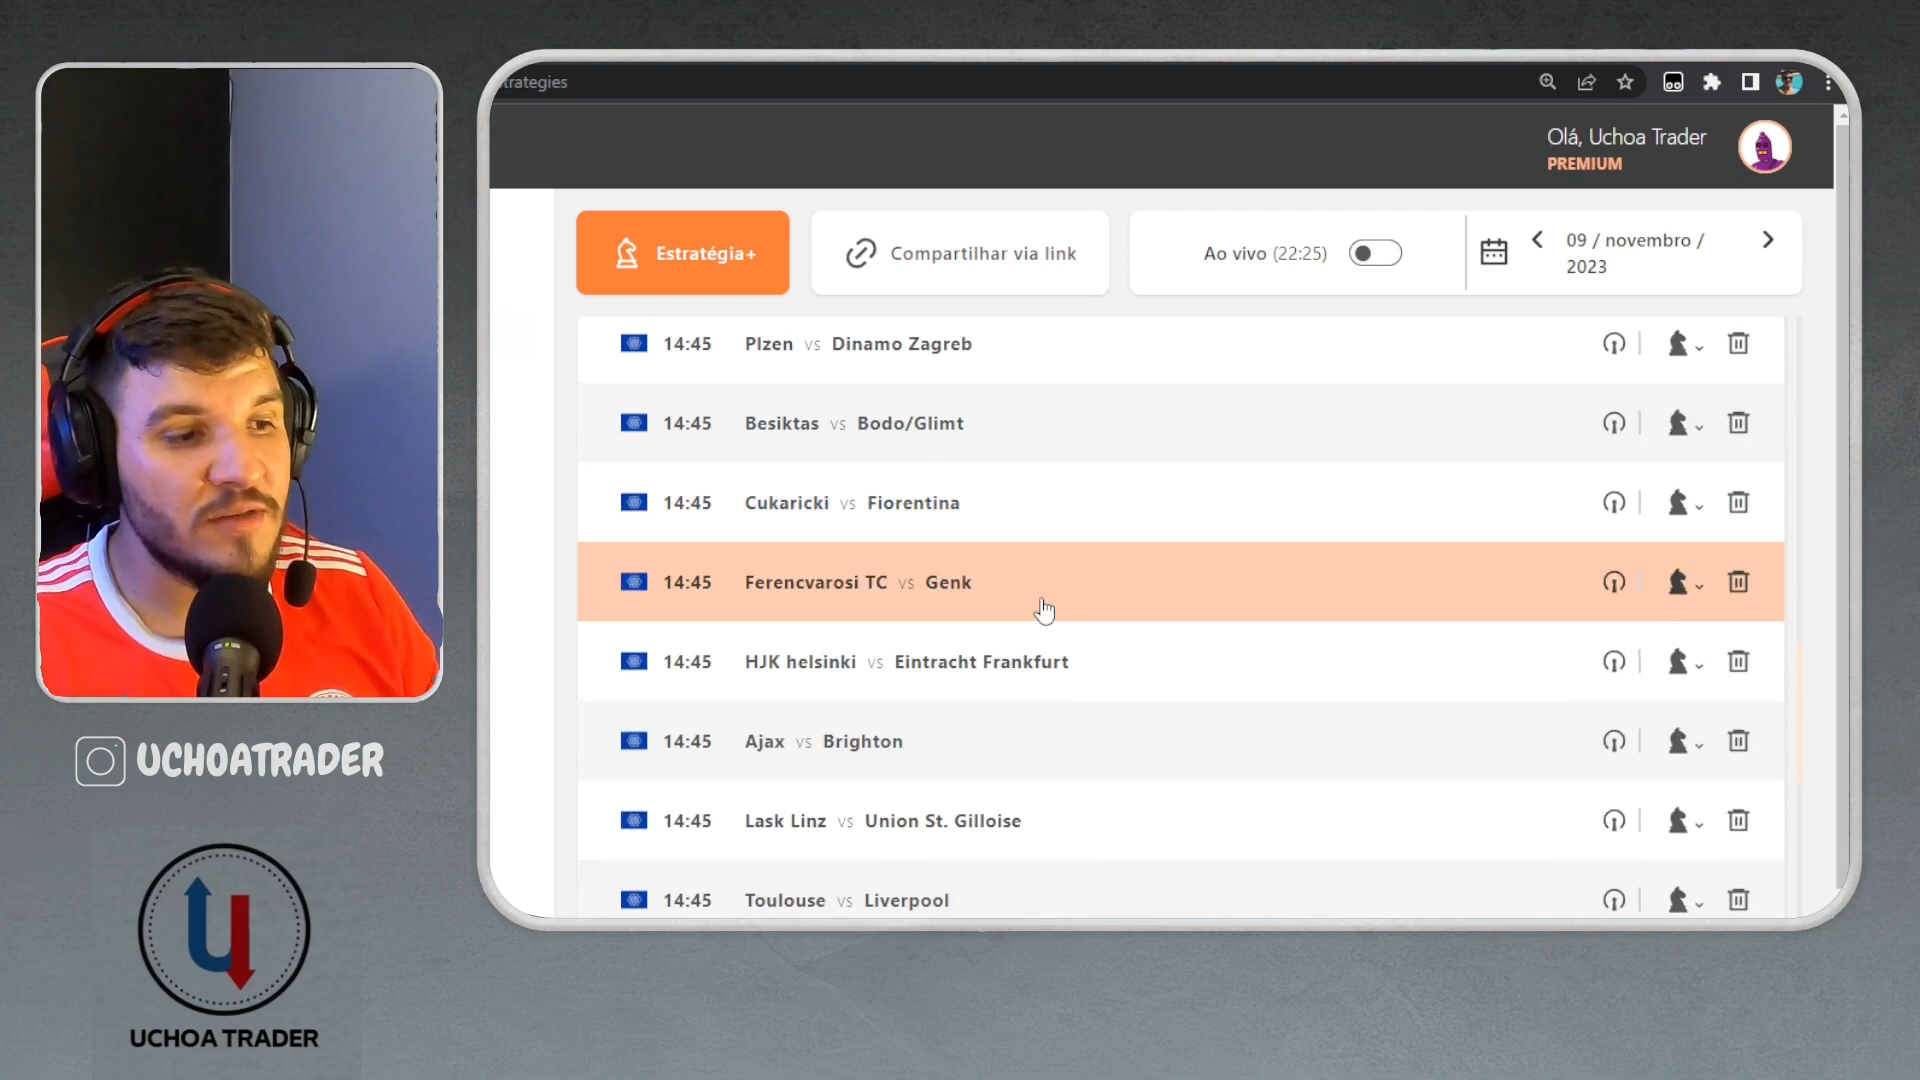 trategies
Olá, Uchoa Trader
PREMIUM
Estratégia+
Compartilhar via link
Ao vivo (22:25)
09 / novembro /
2023
14:45 Plzen vs Dinamo Zagreb
14:45 Besiktas vs Bodo/Glimt
14:45 Cukaricki vs Fiorentina
14:45 Ferencvarosi TC vs Genk
14:45 HJK helsinki vs Eintracht Frankfurt
14:45 Ajax vs Brighton
14:45 Lask Linz vs Union St. Gilloise
14:45 Toulouse vs Liverpool
UCHOATRADER
U
UCHOA TRADER